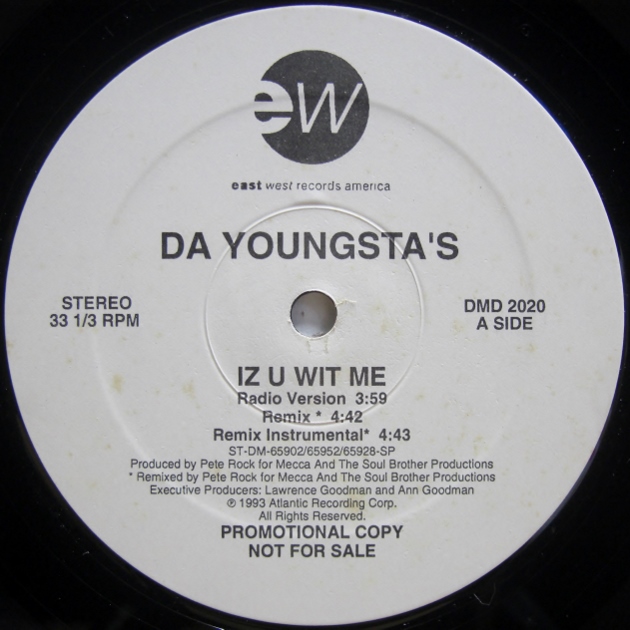 ew
east west records america
DA YOUNGSTA'S
STEREO
33 1/3 RPM
DMD 2020
A SIDE
IZ U WIT ME
Radio Version 3:59
Remix * 4:42
Remix Instrumental* 4:43
ST-DM-65902/65952/65928-SP
Produced by Pete Rock for Mecca And The Soul Brother Productions
* Remixed by Pete Rock for Mecca And The Soul Brother Productions
Executive Producers: Lawrence Goodman and Ann Goodman
℗ 1993 Atlantic Recording Corp.
All Rights Reserved.
PROMOTIONAL COPY
NOT FOR SALE